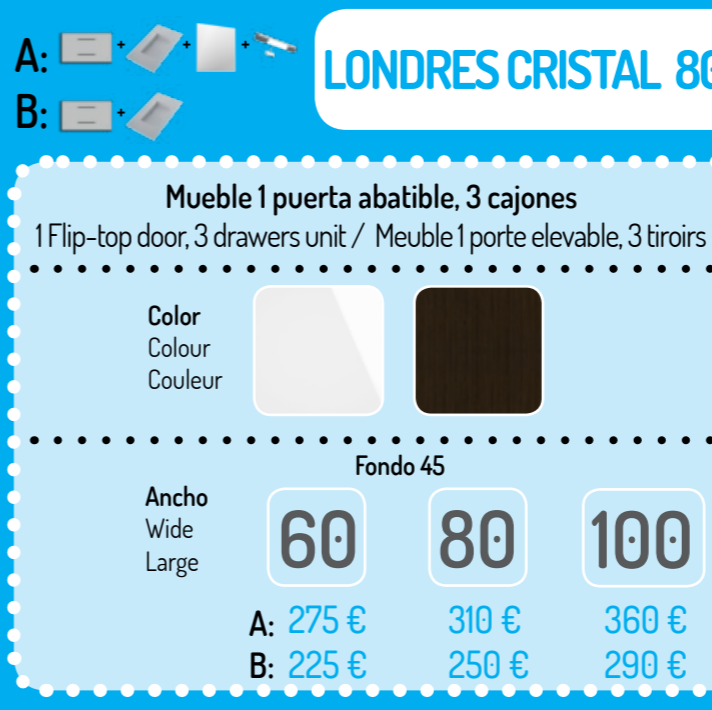 A: + + +
LONDRES CRISTAL 80
B: +
Mueble 1 puerta abatible, 3 cajones
1 Flip-top door, 3 drawers unit / Meuble 1 porte elevable, 3 tiroirs
Color
Colour
Couleur
Fondo 45
Ancho
Wide
Large
60 80 100
A: 275 € 310 € 360 €
B: 225 € 250 € 290 €